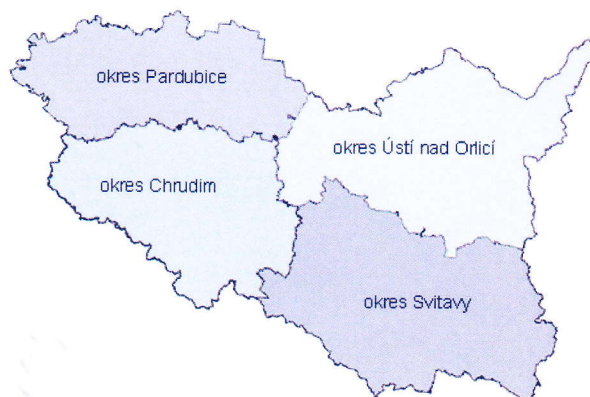 okres Pardubice
okres Ústí nad Orlicí
okres Chrudim
okres Svitavy